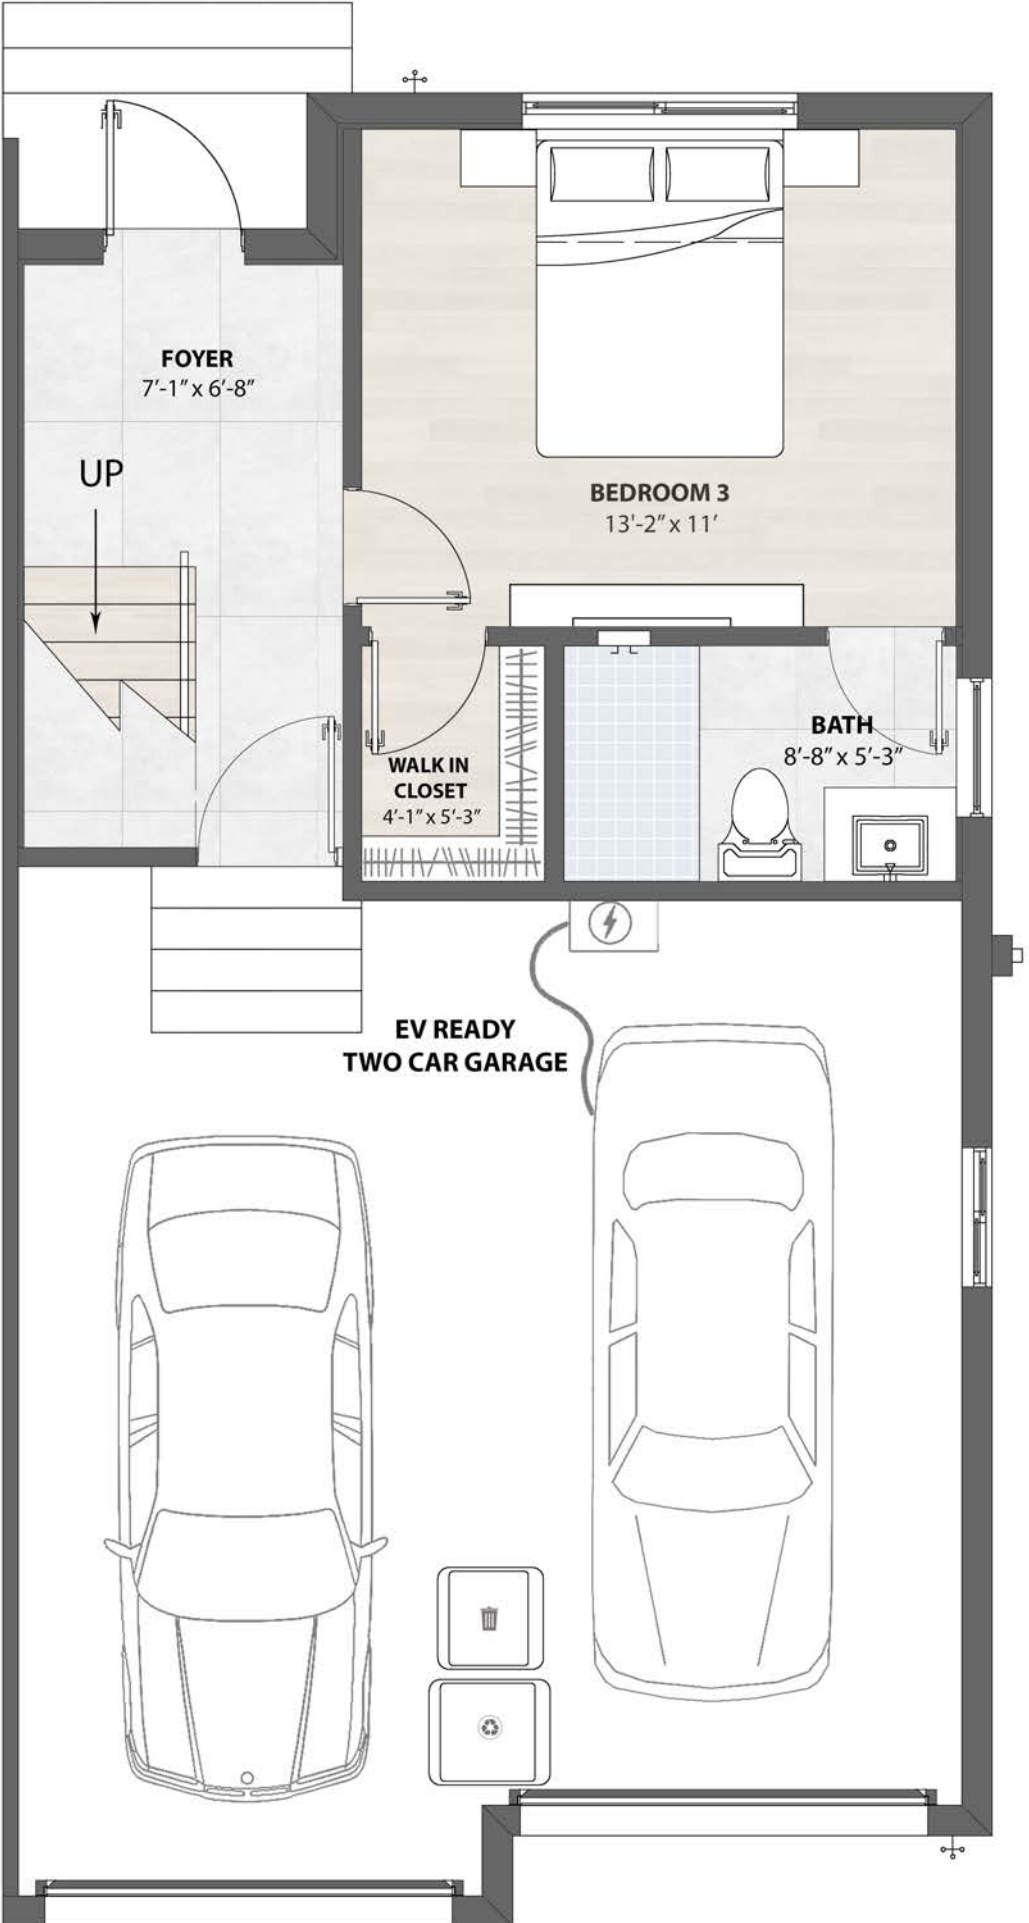 FOYER
7'-1" x 6'-8"
UP
BEDROOM 3
13'-2" x 11'
BATH
8'-8" x 5'-3"
WALK IN
CLOSET
4'-1" x 5'-3"
EV READY
TWO CAR GARAGE